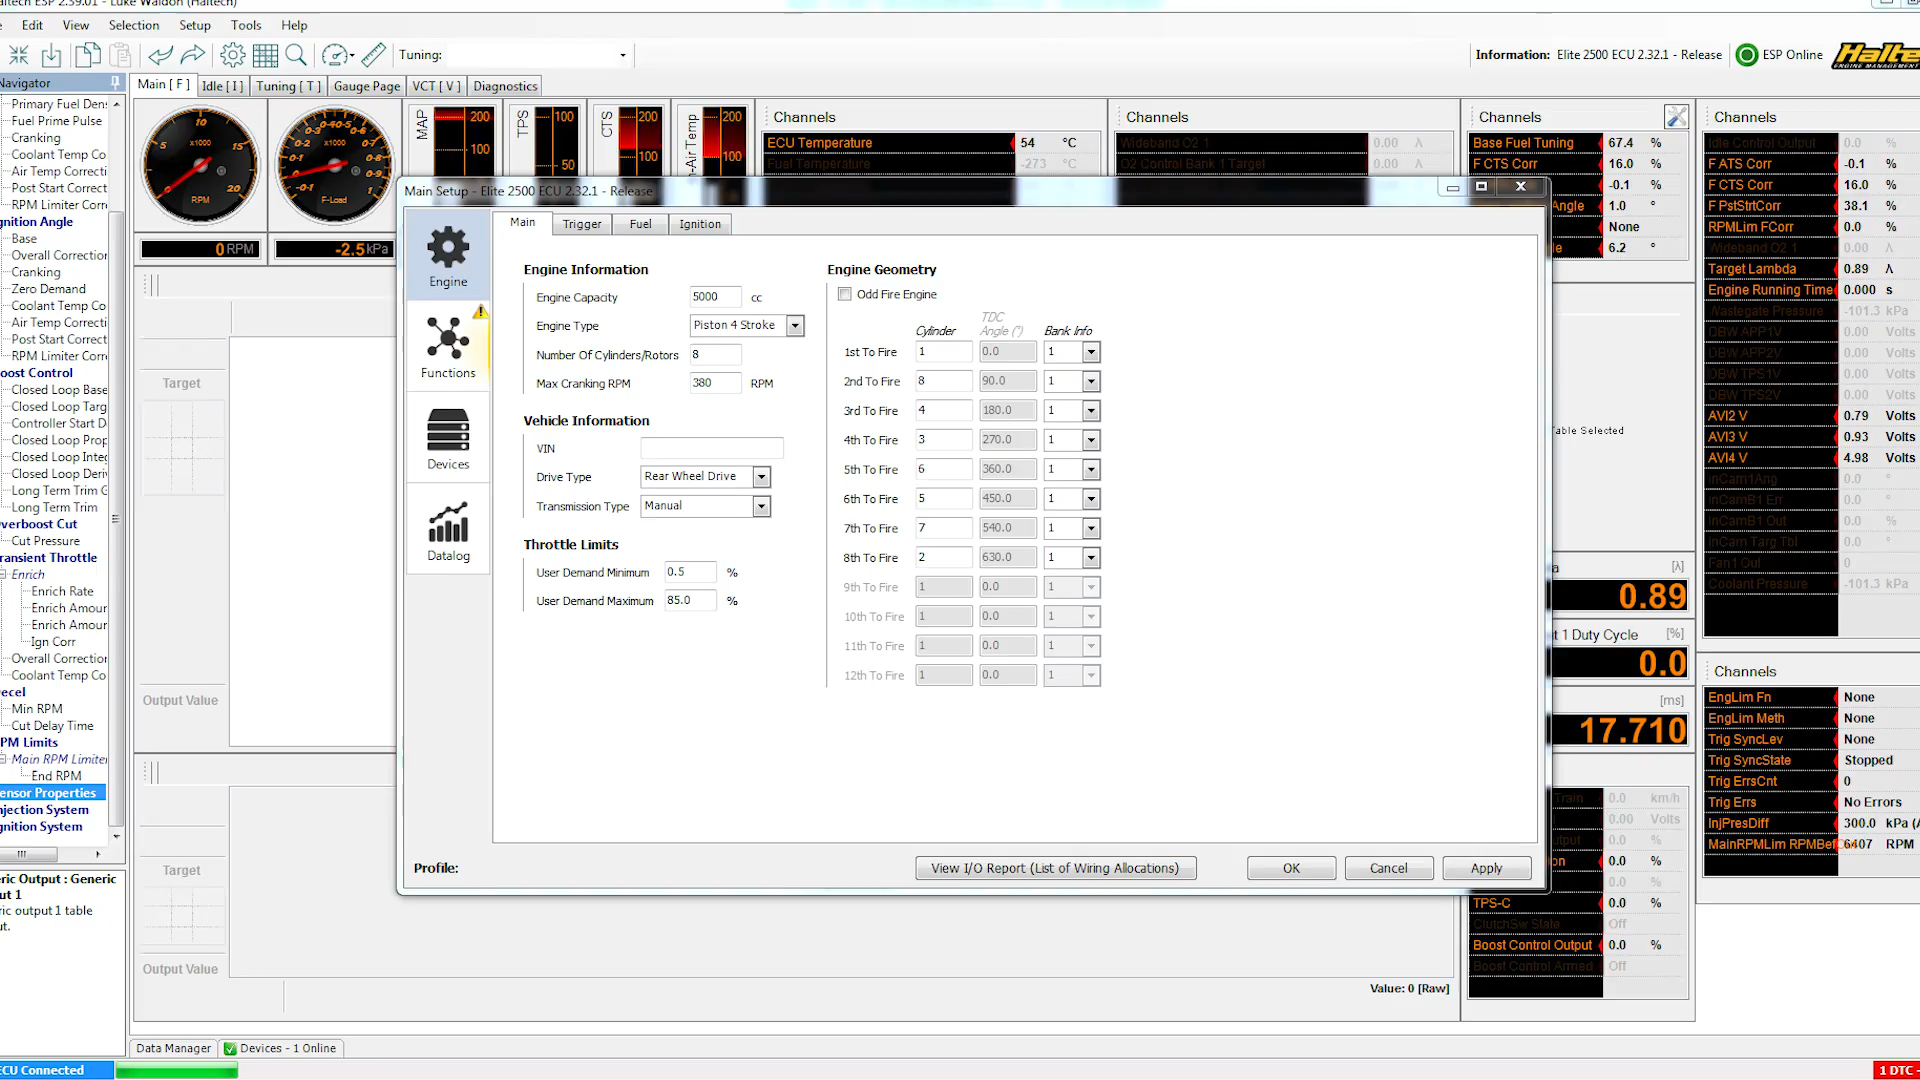 Haltech ESP 2.39.01 - Luke Waldon (Haltech)
Edit View Selection Setup Tools Help
Tuning:
Information: Elite 2500 ECU 2.32.1 - Release
ESP Online
Navigator
Main [ F ] Idle [ I ] Tuning [ T ] Gauge Page VCT [ V ] Diagnostics
Primary Fuel Dens
Fuel Prime Pulse
Cranking
Coolant Temp Co
Air Temp Correct
Post Start Correct
RPM Limiter Corr
gnition Angle
Base
Overall Correction
Cranking
Zero Demand
Coolant Temp Co
Air Temp Correcti
Post Start Correct
RPM Limiter Correct
oost Control
Closed Loop Base
Closed Loop Targ
Controller Start D
Closed Loop Prop
Closed Loop Integ
Closed Loop Deri
Long Term Trim G
Long Term Trim
verboost Cut
Cut Pressure
ransient Throttle
Enrich
Enrich Rate
Enrich Amou
Enrich Amour
Ign Corr
Overall Correction
Coolant Temp Co
ecel
Min RPM
Cut Delay Time
PM Limits
Main RPM Limiter
End RPM
ensor Properties
njection System
gnition System
eric Output : Generic
ut 1
ric output 1 table
ut.
x1000
RPM
0 RPM
x1000
F-Load
-2.5 kPa
MAP 200 100
TPS 100 50
CTS 200 100
n-Air Temp 200 100
Channels
ECU Temperature 54 °C
Fuel Temperature -273 °C
Channels
Wideband O2 1 0.00 λ
O2 Control Bank 1 Target 0.00 λ
Channels
Base Fuel Tuning 67.4 %
F CTS Corr 16.0 %
-0.1 %
Angle 1.0 °
None
6.2 °
Channels
Idle Control Output 0.0 %
F ATS Corr -0.1 %
F CTS Corr 16.0 %
F PstStrtCorr 38.1 %
RPMLim FCorr 0.0 %
Wideband O2 1 0.00 λ
Target Lambda 0.89 λ
Engine Running Time 0.000 s
Wastegate Pressure -101.3 kPa
DBW APP1V 0.00 Volts
DBW APP2V 0.00 Volts
DBW TPS1V 0.00 Volts
DBW TPS2V 0.00 Volts
AVI2 V 0.79 Volts
AVI3 V 0.93 Volts
AVI4 V 4.98 Volts
InCam1Ang 0.0 °
InCamB1 Err 0.0 °
InCamB1 Out 0.0 %
InCam Targ Tbl 0.0 °
Fan1 Out 0
Coolant Pressure -101.3 kPa
Target
Output Value
Target
Output Value
Main Setup - Elite 2500 ECU 2.32.1 - Release
Engine
Functions
Devices
Datalog
Main Trigger Fuel Ignition
Engine Information
Engine Capacity 5000 cc
Engine Type Piston 4 Stroke
Number Of Cylinders/Rotors 8
Max Cranking RPM 380 RPM
Vehicle Information
VIN
Drive Type Rear Wheel Drive
Transmission Type Manual
Throttle Limits
User Demand Minimum 0.5 %
User Demand Maximum 85.0 %
Engine Geometry
Odd Fire Engine
Cylinder TDC Angle (°) Bank Info
1st To Fire 1 0.0 1
2nd To Fire 8 90.0 1
3rd To Fire 4 180.0 1
4th To Fire 3 270.0 1
5th To Fire 6 360.0 1
6th To Fire 5 450.0 1
7th To Fire 7 540.0 1
8th To Fire 2 630.0 1
9th To Fire 1 0.0 1
10th To Fire 1 0.0 1
11th To Fire 1 0.0 1
12th To Fire 1 0.0 1
Profile:
View I/O Report (List of Wiring Allocations)
OK Cancel Apply
able Selected
[λ]
0.89
t 1 Duty Cycle [%]
0.0
[ms]
17.710
Train 0.0 km/h
0.00 Volts
0.0 %
0.0 %
0.0 %
TPS-C 0.0 %
ClutchSw State Off
Boost Control Output 0.0 %
Boost Control Armed Off
Channels
EngLim Fn None
EngLim Meth None
Trig SyncLev None
Trig SyncState Stopped
Trig ErrsCnt 0
Trig Errs No Errors
InjPresDiff 300.0 kPa (A
MainRPMLim RPMBef 6407 RPM
Value: 0 [Raw]
Data Manager Devices - 1 Online
ECU Connected
1 DTC -